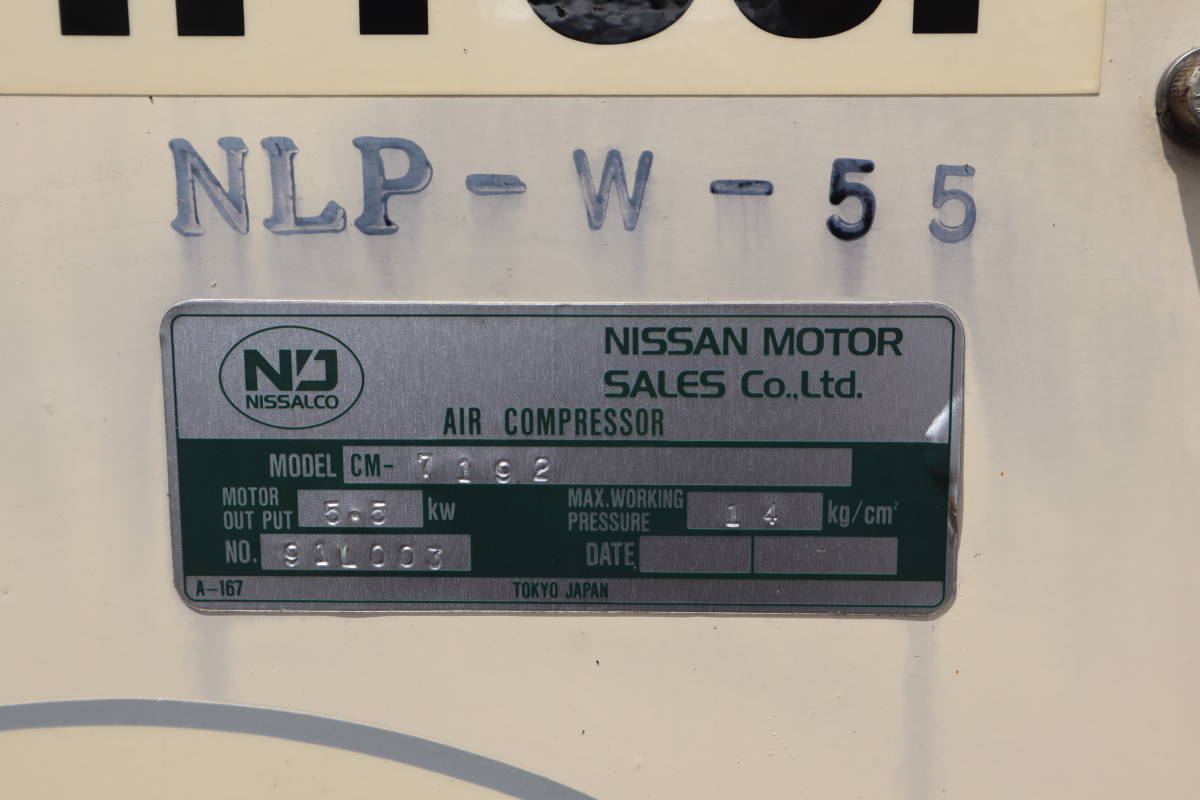 NLP-W-55
ND
NISSALCO
NISSAN MOTOR
SALES Co.,Ltd.
AIR COMPRESSOR
MODEL CM-7192
MOTOR OUT PUT 5.5 kw
MAX.WORKING PRESSURE 14 kg/cm²
NO. 91L003
DATE
A-167
TOKYO JAPAN